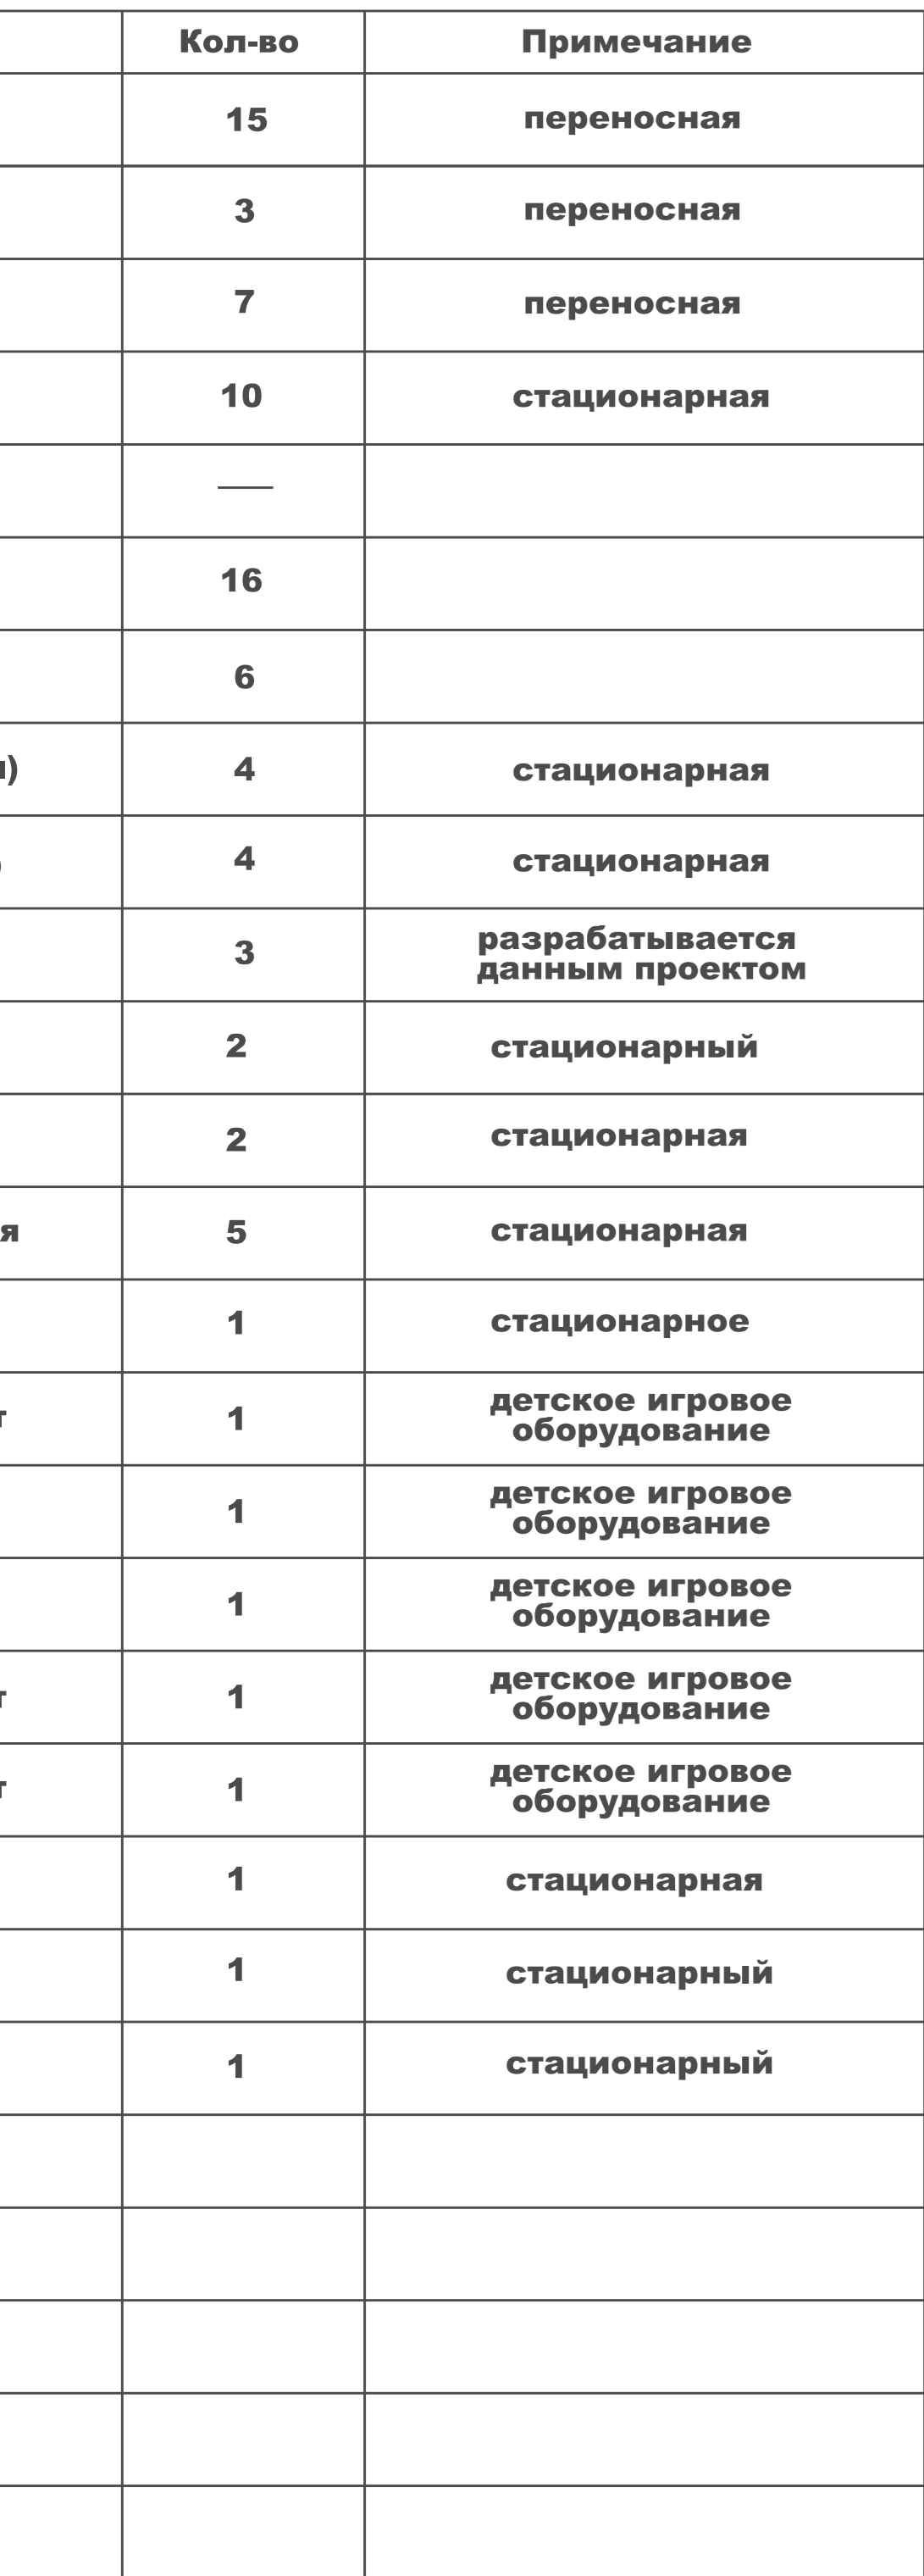 Кол-во Примечание
15 переносная
3 переносная
7 переносная
10 стационарная
—
16
6
) 4 стационарная
) 4 стационарная
3 разрабатывается
данным проектом
2 стационарный
2 стационарная
я 5 стационарная
1 стационарное
т 1 детское игровое
оборудование
1 детское игровое
оборудование
1 детское игровое
оборудование
т 1 детское игровое
оборудование
т 1 детское игровое
оборудование
1 стационарная
1 стационарный
1 стационарный